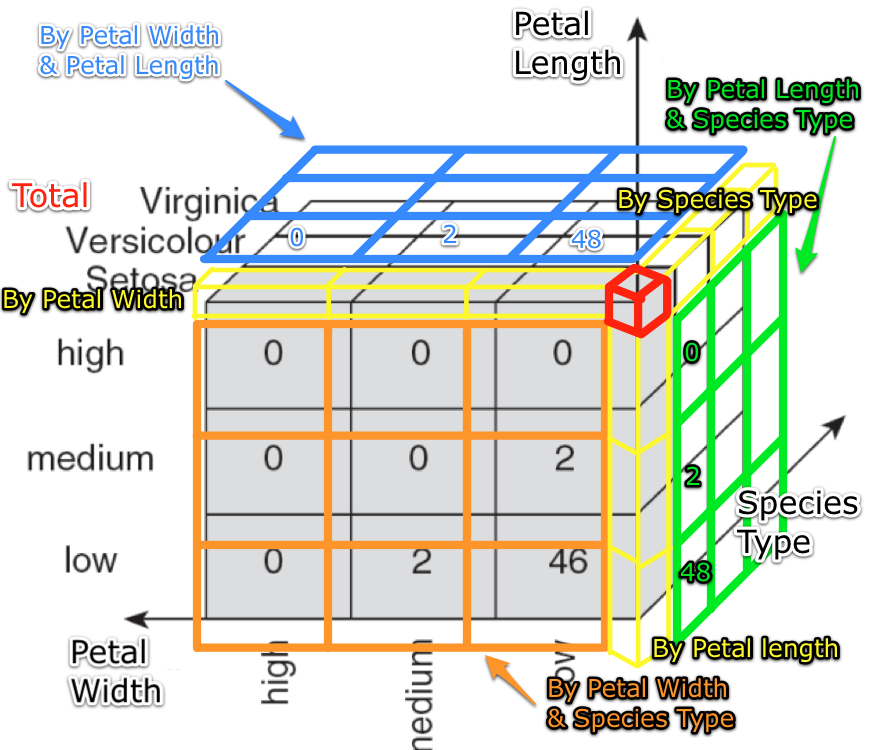 Petal
Length
By Petal Width
& Petal Length
By Petal Length
& Species Type
Total
Virginica
By Species Type
Versicolour
0 2 48
Setosa
By Petal Width
high 0 0 0 0
medium 0 0 2 2
Species
Type
low 0 2 46 48
Petal
Width
high medium low
By Petal length
By Petal Width
& Species Type